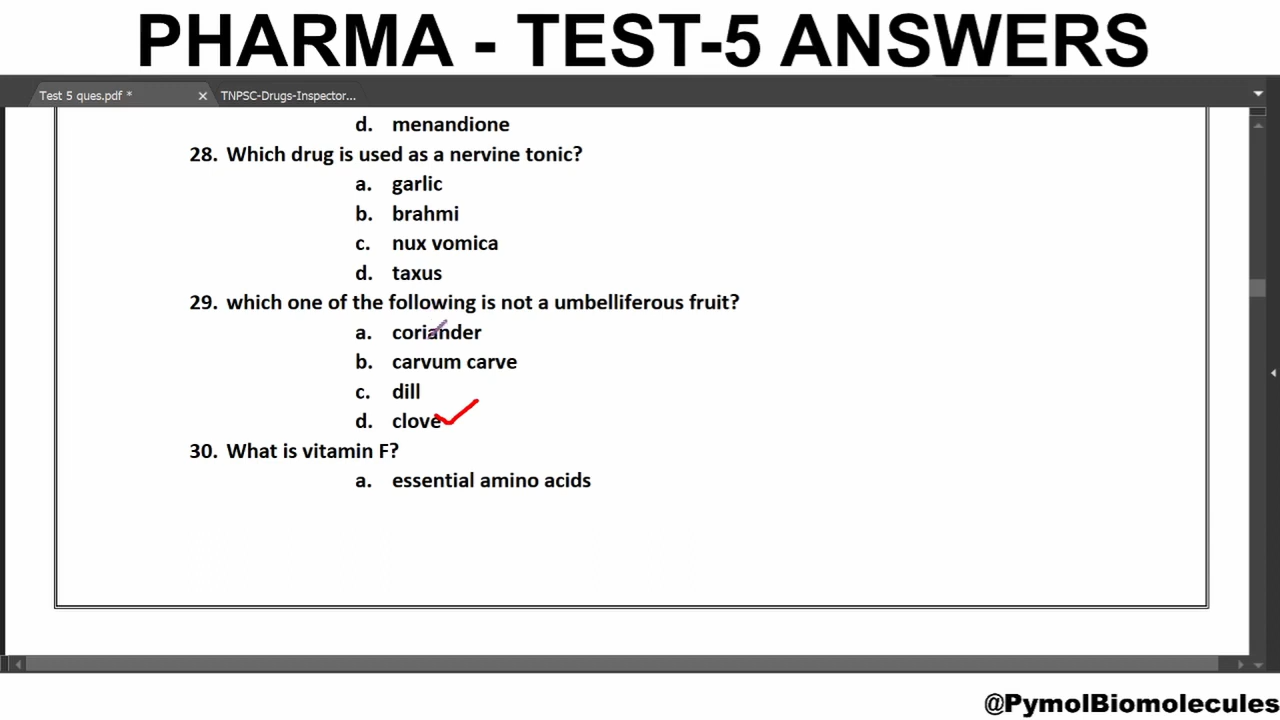 PHARMA - TEST-5 ANSWERS
Test 5 ques.pdf *
TNPSC-Drugs-Inspector...
d. menandione
28. Which drug is used as a nervine tonic?
a. garlic
b. brahmi
c. nux vomica
d. taxus
29. which one of the following is not a umbelliferous fruit?
a. coriander
b. carvum carve
c. dill
d. clove
30. What is vitamin F?
a. essential amino acids
@PymolBiomolecules